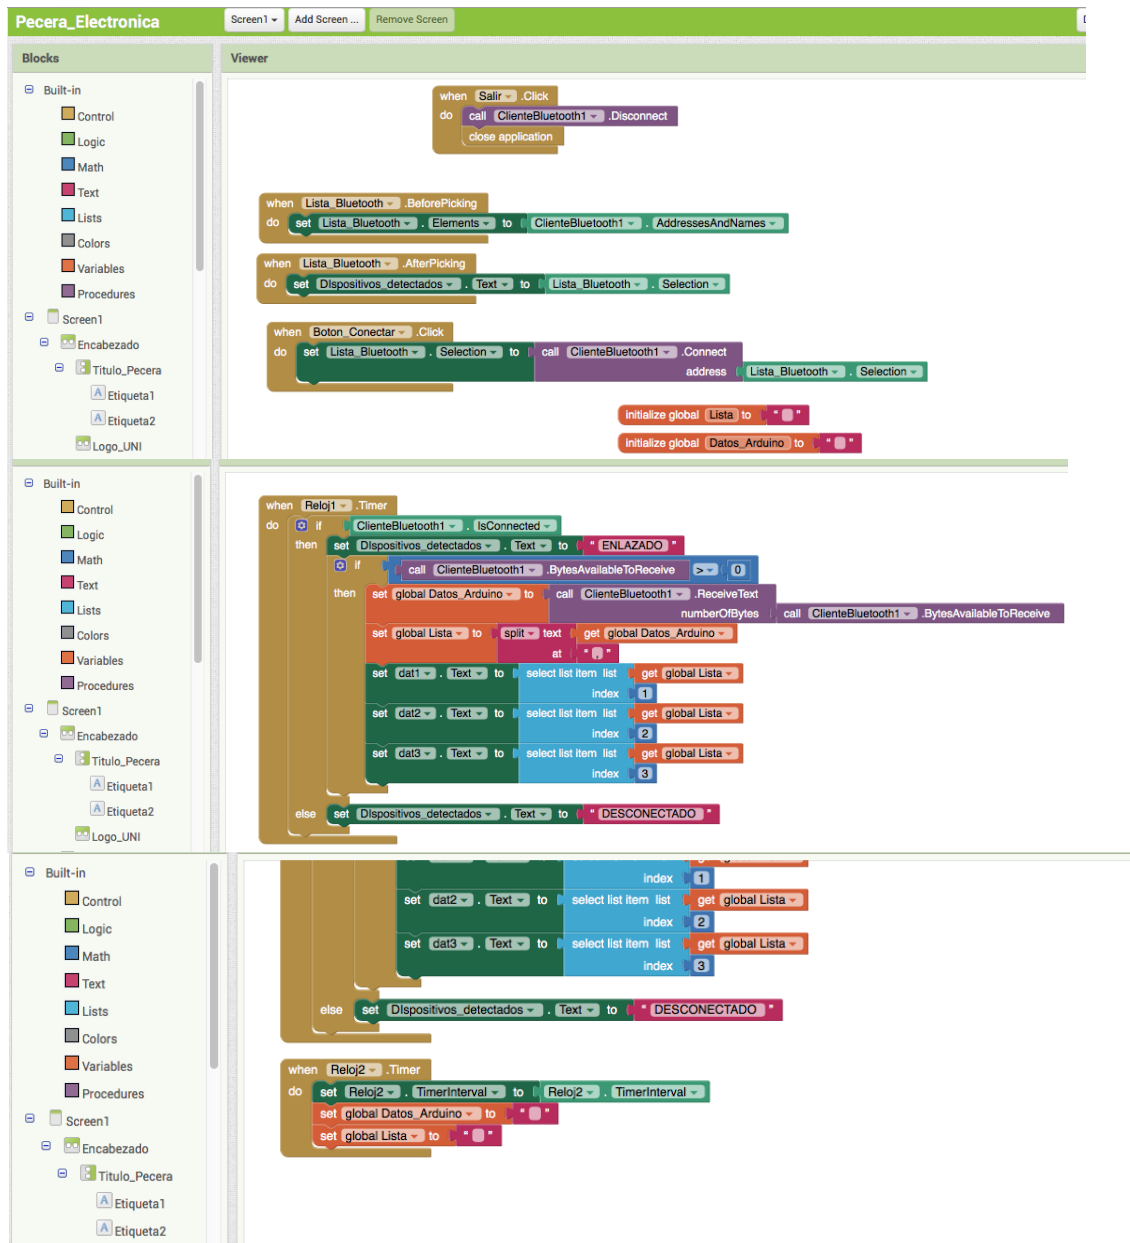 Pecera_Electronica
Screen1 Add Screen ... Remove Screen
Blocks
Viewer
Built-in
Control
Logic
Math
Text
Lists
Colors
Variables
Procedures
Screen1
Encabezado
Titulo_Pecera
Etiqueta1
Etiqueta2
Logo_UNI
when Salir .Click
do call ClienteBluetooth1 .Disconnect
close application
when Lista_Bluetooth .BeforePicking
do set Lista_Bluetooth . Elements to ClienteBluetooth1 . AddressesAndNames
when Lista_Bluetooth .AfterPicking
do set DIspositivos_detectados . Text to Lista_Bluetooth . Selection
when Boton_Conectar .Click
do set Lista_Bluetooth . Selection to call ClienteBluetooth1 .Connect
address Lista_Bluetooth . Selection
initialize global Lista to " "
initialize global Datos_Arduino to " "
Built-in
Control
Logic
Math
Text
Lists
Colors
Variables
Procedures
Screen1
Encabezado
Titulo_Pecera
Etiqueta1
Etiqueta2
Logo_UNI
when Reloj1 .Timer
do if ClienteBluetooth1 . IsConnected
then set DIspositivos_detectados . Text to " ENLAZADO "
if call ClienteBluetooth1 .BytesAvailableToReceive > 0
then set global Datos_Arduino to call ClienteBluetooth1 .ReceiveText
numberOfBytes call ClienteBluetooth1 .BytesAvailableToReceive
set global Lista to split text get global Datos_Arduino
at " , "
set dat1 . Text to select list item list get global Lista
index 1
set dat2 . Text to select list item list get global Lista
index 2
set dat3 . Text to select list item list get global Lista
index 3
else set DIspositivos_detectados . Text to " DESCONECTADO "
Built-in
Control
Logic
Math
Text
Lists
Colors
Variables
Procedures
Screen1
Encabezado
Titulo_Pecera
Etiqueta1
Etiqueta2
index 1
set dat2 . Text to select list item list get global Lista
index 2
set dat3 . Text to select list item list get global Lista
index 3
else set DIspositivos_detectados . Text to " DESCONECTADO "
when Reloj2 .Timer
do set Reloj2 . TimerInterval to Reloj2 . TimerInterval
set global Datos_Arduino to " "
set global Lista to " "